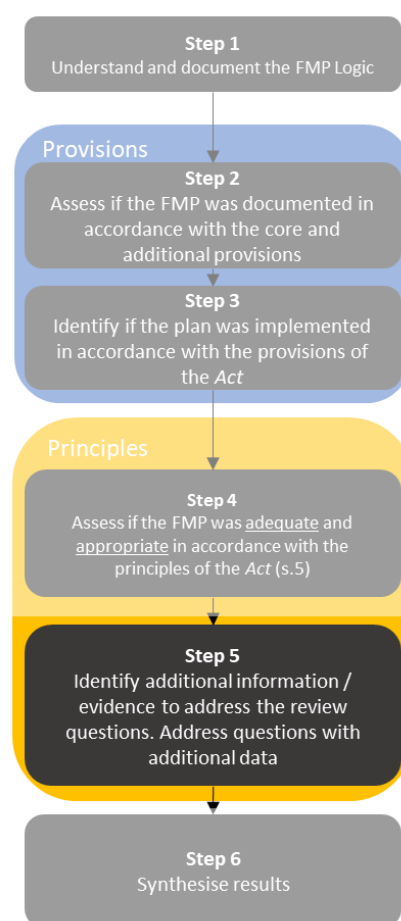 Step 1
Understand and document the FMP Logic
Provisions
Step 2
Assess if the FMP was documented in
accordance with the core and
additional provisions
Step 3
Identify if the plan was implemented
in accordance with the provisions of
the Act
Principles
Step 4
Assess if the FMP was adequate and
appropriate in accordance with the
principles of the Act (s.5)
Step 5
Identify additional information /
evidence to address the review
questions. Address questions with
additional data
Step 6
Synthesise results